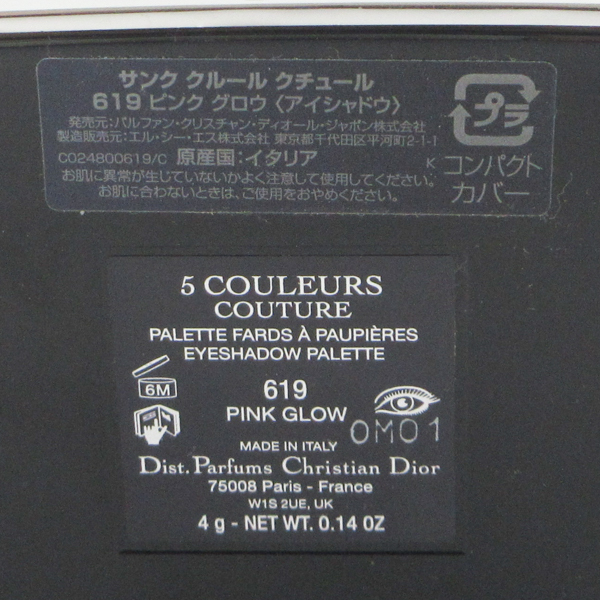 サンク クルール クチュール
619 ピンク グロウ〈アイシャドウ〉
発売元:パルファン・クリスチャン・ディオール・ジャポン株式会社
製造販売元:エル・シー・エス株式会社 東京都千代田区平河町2-1-1
C024800619/C 原産国:イタリア K
お肌に異常が生じていないかよく注意して使用してください。
お肌に合わないときは、ご使用をおやめください。
プラ
コンパクト
カバー
5 COULEURS
COUTURE
PALETTE FARDS À PAUPIÈRES
EYESHADOW PALETTE
6M
619
PINK GLOW
0M01
MADE IN ITALY
Dist. Parfums Christian Dior
75008 Paris - France
W1S 2UE, UK
4 g - NET WT. 0.14 OZ